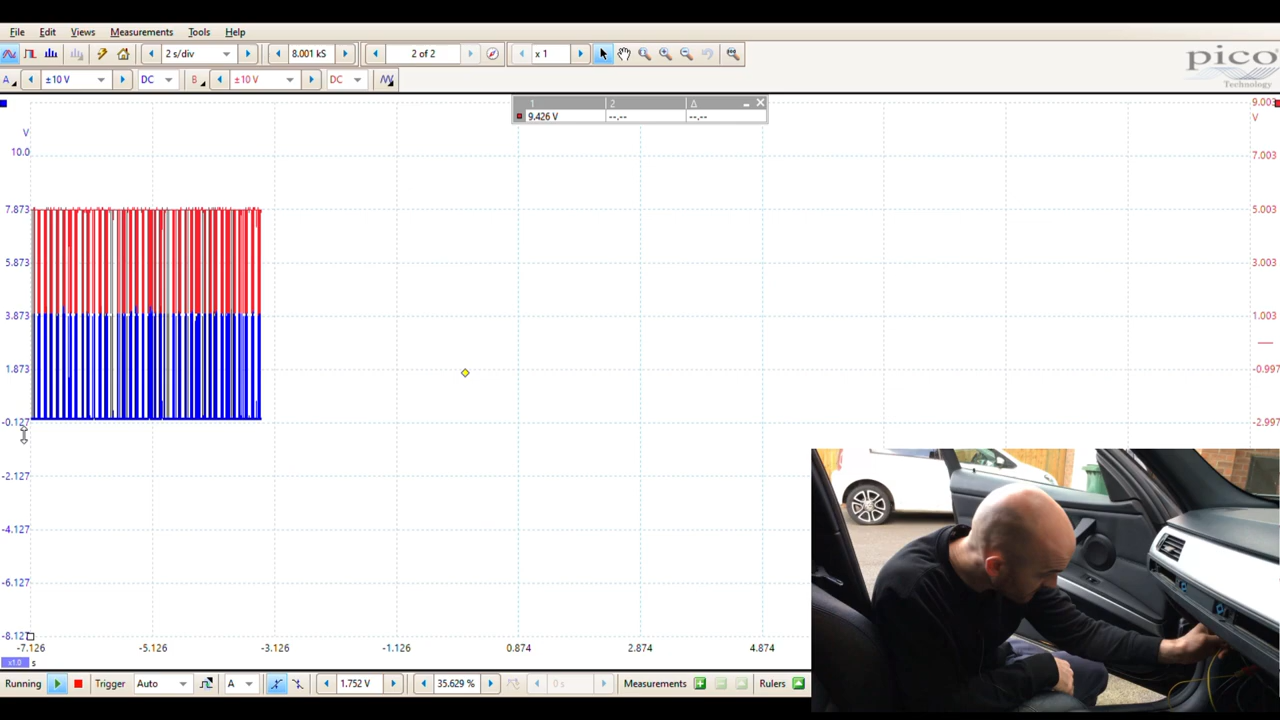 File Edit Views Measurements Tools Help
2 s/div 8.001 kS 2 of 2 x 1
pico
Technology
A ±10 V DC B ±10 V DC
1 2 Δ
9.426 V --.-- --.--
V
10.0
7.873
5.873
3.873
1.873
-0.127
-2.127
-4.127
-6.127
-8.127
9.003
V
7.003
5.003
3.003
1.003
-0.997
-2.997
-7.126 -5.126 -3.126 -1.126 0.874 2.874 4.874
x1.0 s
Running Trigger Auto A 1.752 V 35.629 % 0 s Measurements Rulers